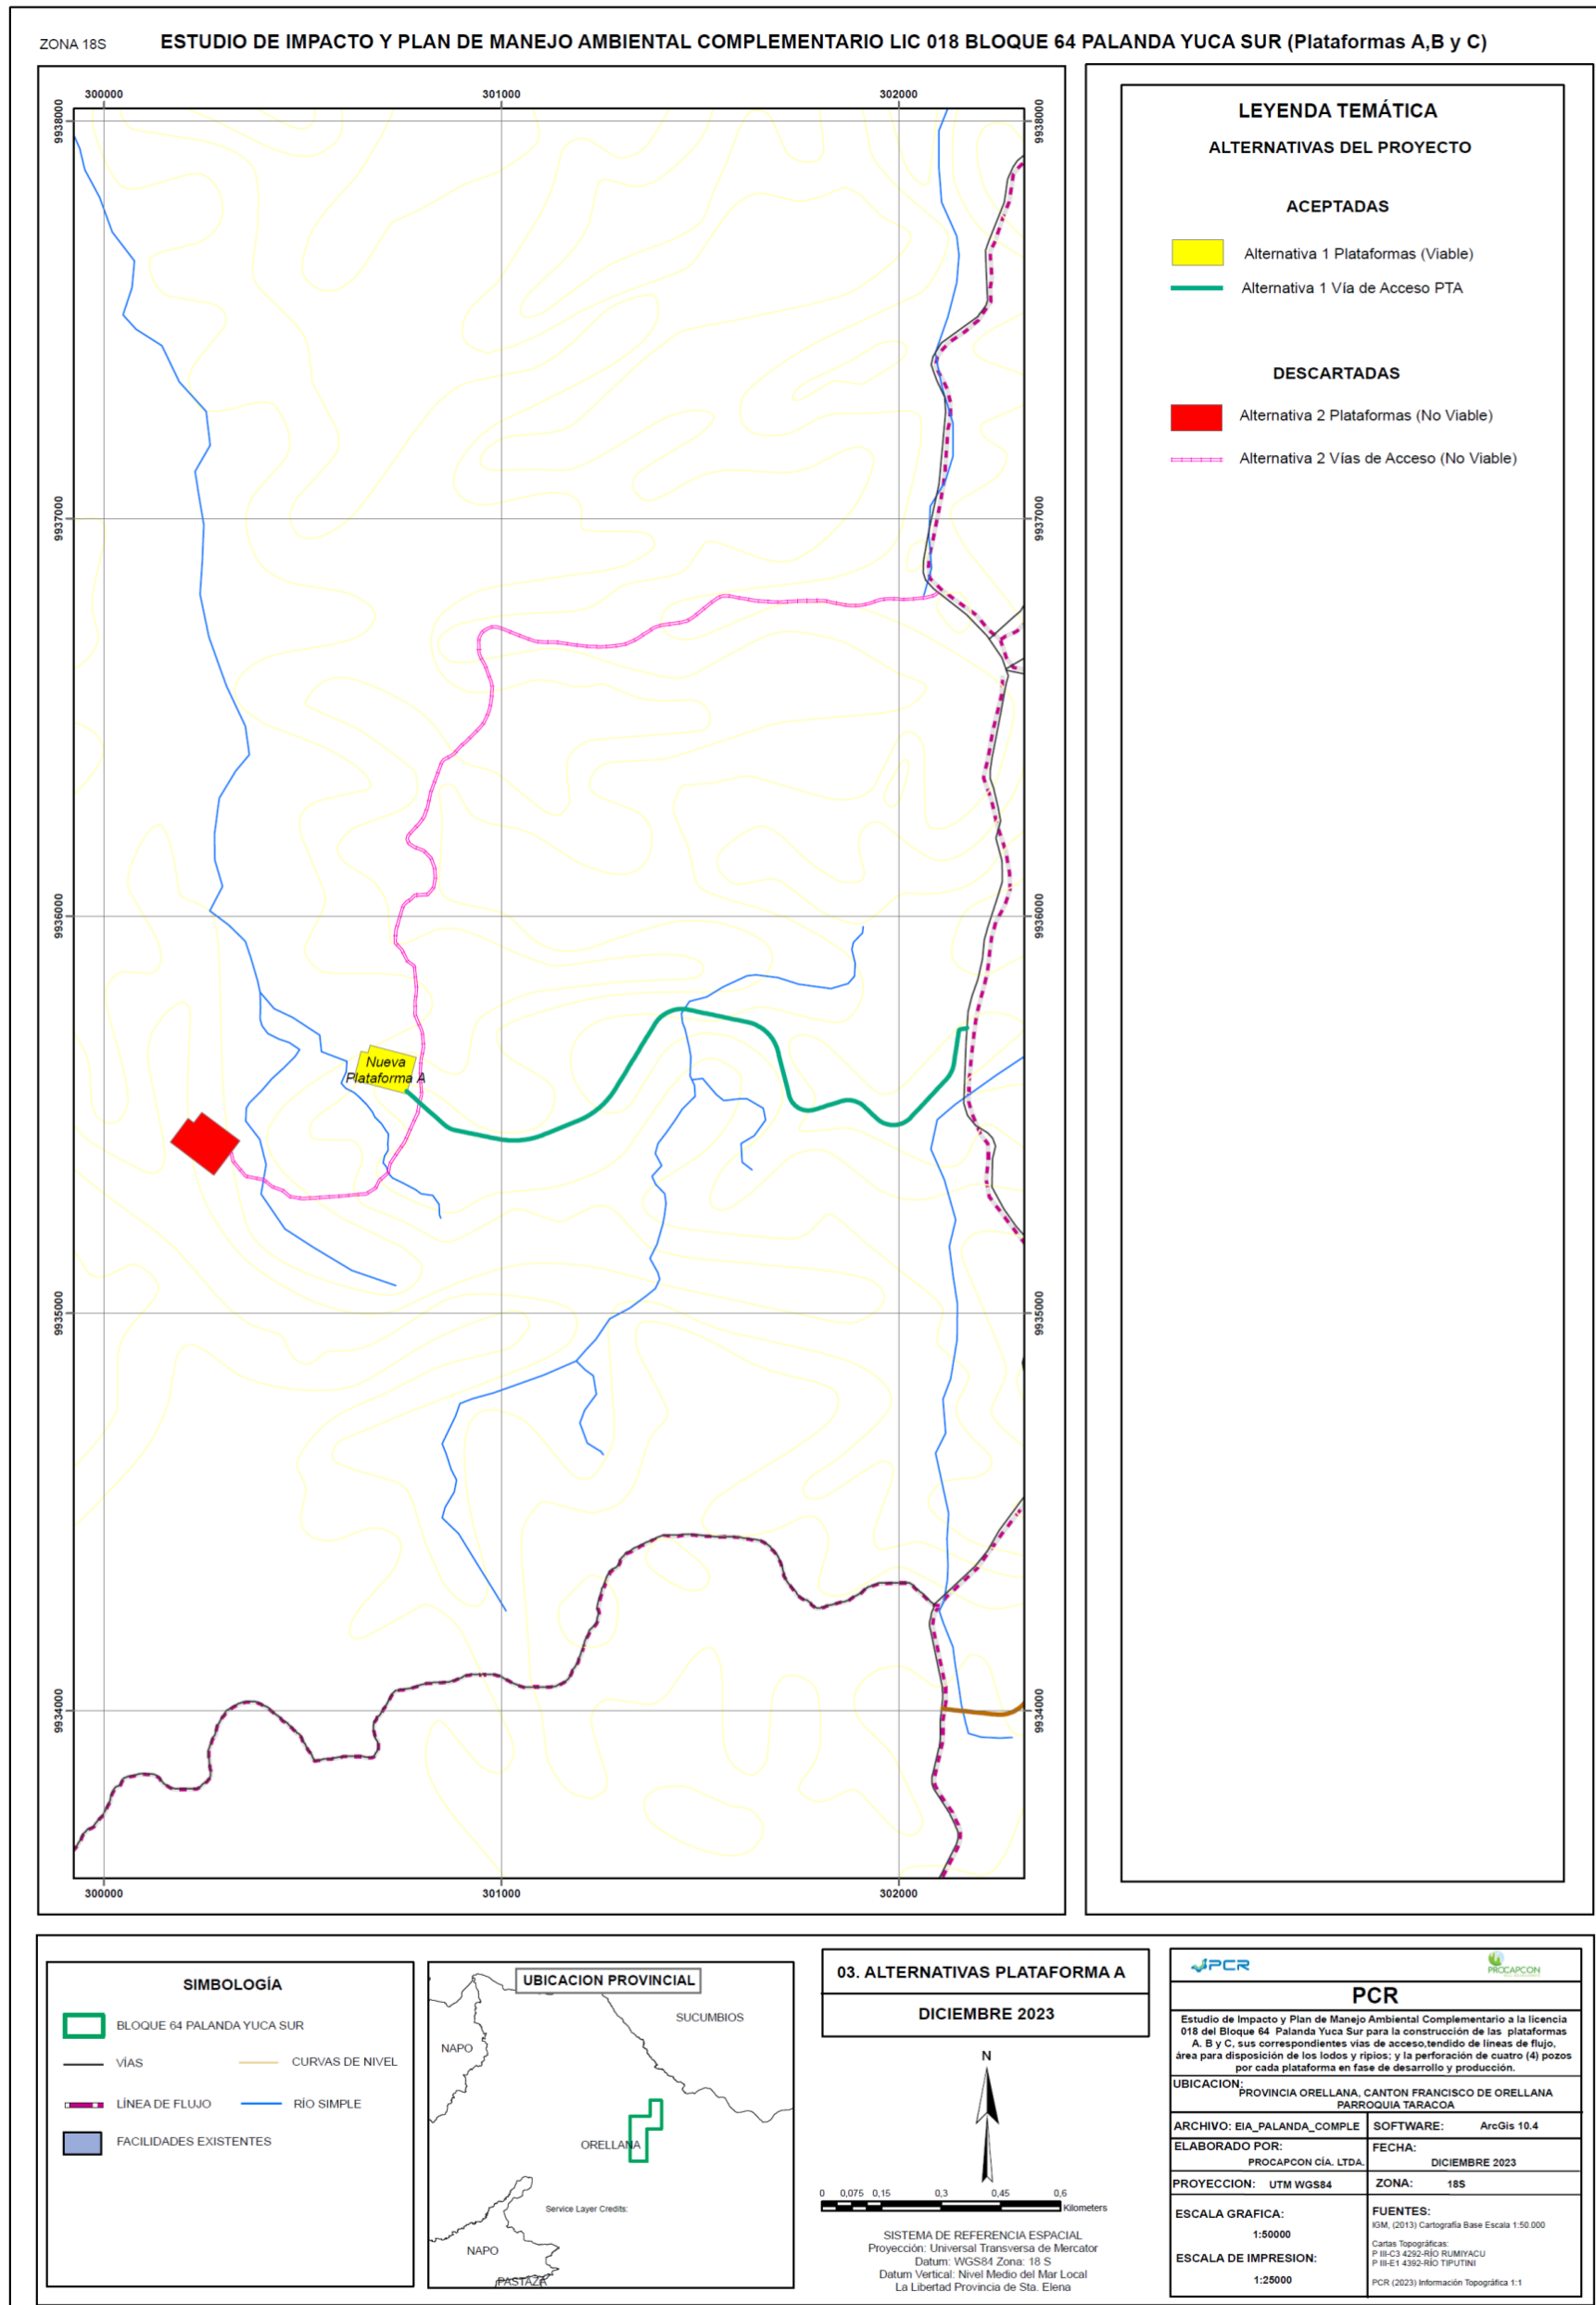 ZONA 18S
ESTUDIO DE IMPACTO Y PLAN DE MANEJO AMBIENTAL COMPLEMENTARIO LIC 018 BLOQUE 64 PALANDA YUCA SUR (Plataformas A,B y C)
300000
301000
302000
9938000
9938000
9937000
9937000
9936000
9936000
9935000
9935000
9934000
9934000
Nueva
Plataforma A
300000
301000
302000
LEYENDA TEMÁTICA
ALTERNATIVAS DEL PROYECTO
ACEPTADAS
Alternativa 1 Plataformas (Viable)
Alternativa 1 Vía de Acceso PTA
DESCARTADAS
Alternativa 2 Plataformas (No Viable)
Alternativa 2 Vías de Acceso (No Viable)
SIMBOLOGÍA
BLOQUE 64 PALANDA YUCA SUR
VÍAS
CURVAS DE NIVEL
LÍNEA DE FLUJO
RÍO SIMPLE
FACILIDADES EXISTENTES
UBICACION PROVINCIAL
SUCUMBIOS
NAPO
ORELLANA
Service Layer Credits:
NAPO
PASTAZA
03. ALTERNATIVAS PLATAFORMA A
DICIEMBRE 2023
N
0 0,075 0,15 0,3 0,45 0,6
Kilometers
SISTEMA DE REFERENCIA ESPACIAL
Proyección: Universal Transversa de Mercator
Datum: WGS84 Zona: 18 S
Datum Vertical: Nivel Medio del Mar Local
La Libertad Provincia de Sta. Elena
PCR
PROCAPCON
PCR
Estudio de Impacto y Plan de Manejo Ambiental Complementario a la licencia
018 del Bloque 64 Palanda Yuca Sur para la construcción de las plataformas
A. B y C, sus correspondientes vias de acceso,tendido de líneas de flujo,
área para disposición de los lodos y ripios; y la perforación de cuatro (4) pozos
por cada plataforma en fase de desarrollo y producción.
UBICACION:
PROVINCIA ORELLANA, CANTON FRANCISCO DE ORELLANA
PARROQUIA TARACOA
ARCHIVO: EIA_PALANDA_COMPLE
SOFTWARE: ArcGis 10.4
ELABORADO POR:
PROCAPCON CÍA. LTDA.
FECHA:
DICIEMBRE 2023
PROYECCION: UTM WGS84
ZONA: 18S
ESCALA GRAFICA:
1:50000
ESCALA DE IMPRESION:
1:25000
FUENTES:
IGM, (2013) Cartografía Base Escala 1:50.000
Cartas Topográficas:
P III-C3 4292-RÍO RUMIYACU
P III-E1 4392-RÍO TIPUTINI
PCR (2023) Información Topográfica 1:1